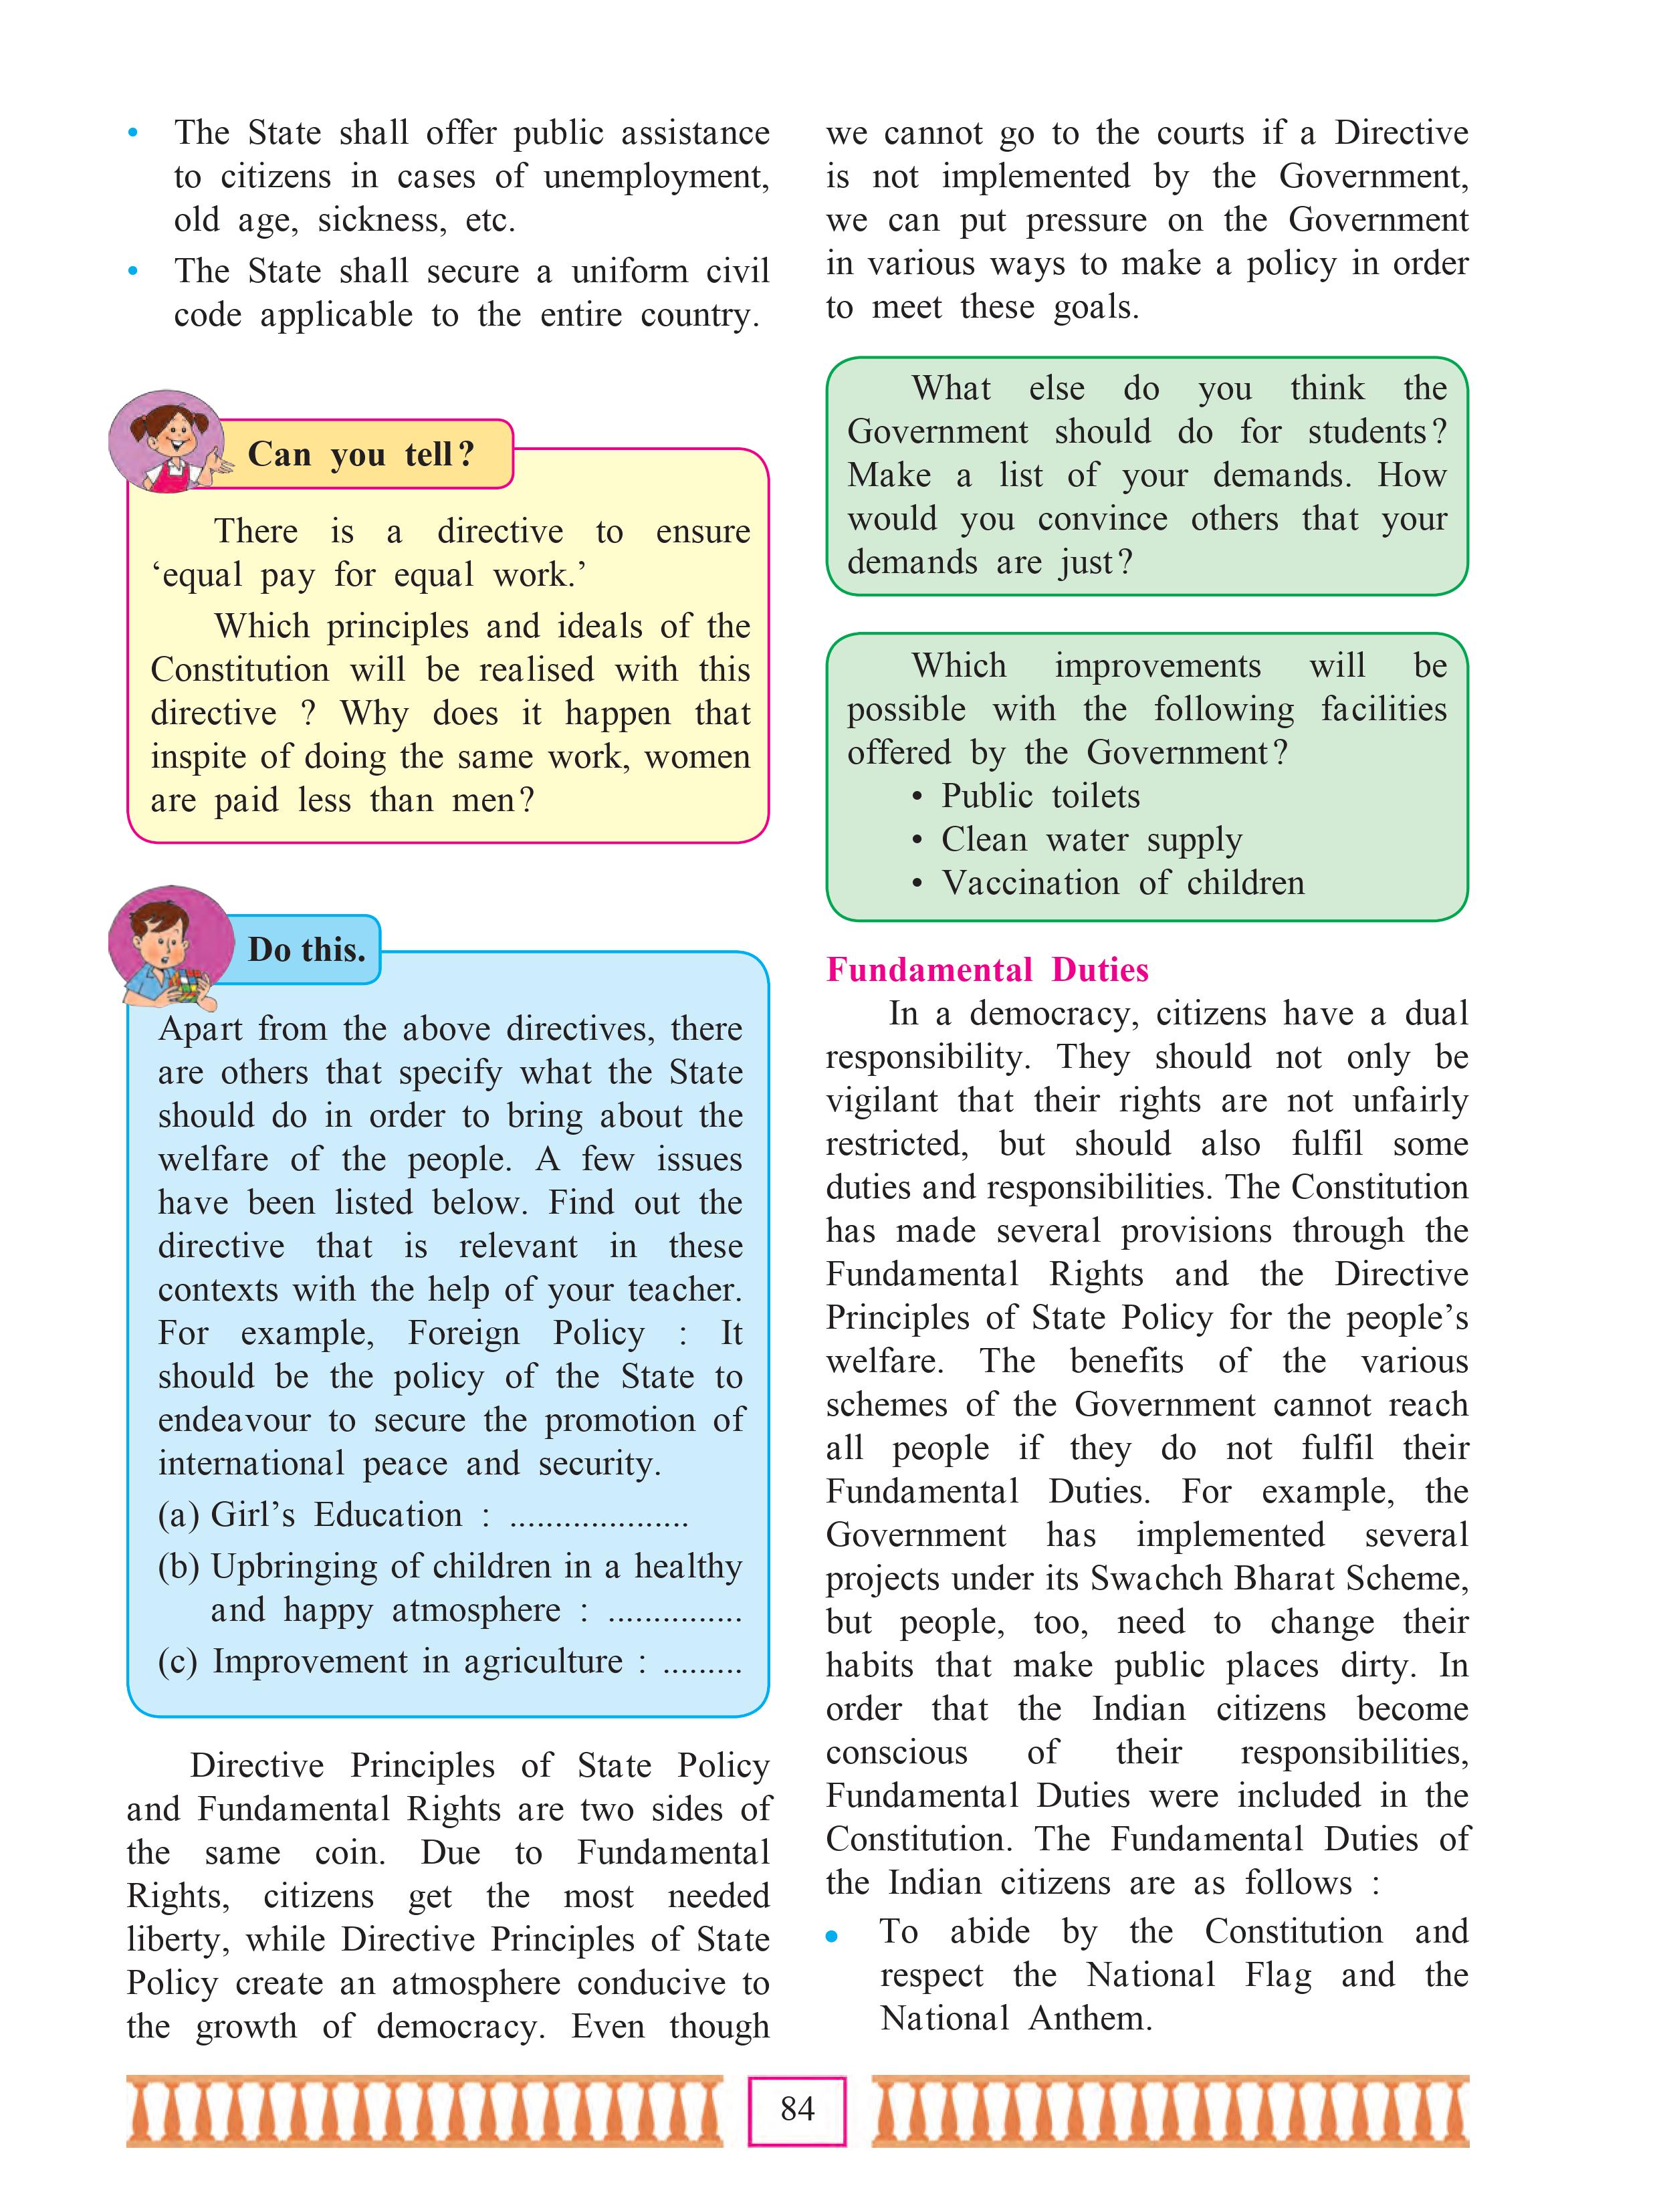 • The State shall offer public assistance
to citizens in cases of unemployment,
old age, sickness, etc.
• The State shall secure a uniform civil
code applicable to the entire country.
Can you tell?
There is a directive to ensure
‘equal pay for equal work.’
Which principles and ideals of the
Constitution will be realised with this
directive ? Why does it happen that
inspite of doing the same work, women
are paid less than men?
Do this.
Apart from the above directives, there
are others that specify what the State
should do in order to bring about the
welfare of the people. A few issues
have been listed below. Find out the
directive that is relevant in these
contexts with the help of your teacher.
For example, Foreign Policy : It
should be the policy of the State to
endeavour to secure the promotion of
international peace and security.
(a) Girl’s Education : ....................
(b) Upbringing of children in a healthy
and happy atmosphere : ...............
(c) Improvement in agriculture : .........
Directive Principles of State Policy
and Fundamental Rights are two sides of
the same coin. Due to Fundamental
Rights, citizens get the most needed
liberty, while Directive Principles of State
Policy create an atmosphere conducive to
the growth of democracy. Even though
we cannot go to the courts if a Directive
is not implemented by the Government,
we can put pressure on the Government
in various ways to make a policy in order
to meet these goals.
What else do you think the
Government should do for students?
Make a list of your demands. How
would you convince others that your
demands are just?
Which improvements will be
possible with the following facilities
offered by the Government?
• Public toilets
• Clean water supply
• Vaccination of children
Fundamental Duties
In a democracy, citizens have a dual
responsibility. They should not only be
vigilant that their rights are not unfairly
restricted, but should also fulfil some
duties and responsibilities. The Constitution
has made several provisions through the
Fundamental Rights and the Directive
Principles of State Policy for the people’s
welfare. The benefits of the various
schemes of the Government cannot reach
all people if they do not fulfil their
Fundamental Duties. For example, the
Government has implemented several
projects under its Swachch Bharat Scheme,
but people, too, need to change their
habits that make public places dirty. In
order that the Indian citizens become
conscious of their responsibilities,
Fundamental Duties were included in the
Constitution. The Fundamental Duties of
the Indian citizens are as follows :
• To abide by the Constitution and
respect the National Flag and the
National Anthem.
84